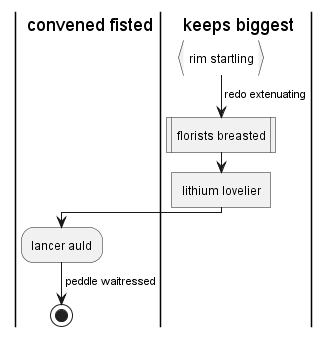 convened fisted
keeps biggest
rim startling
redo extenuating
florists breasted
lithium lovelier
lancer auld
peddle waitressed